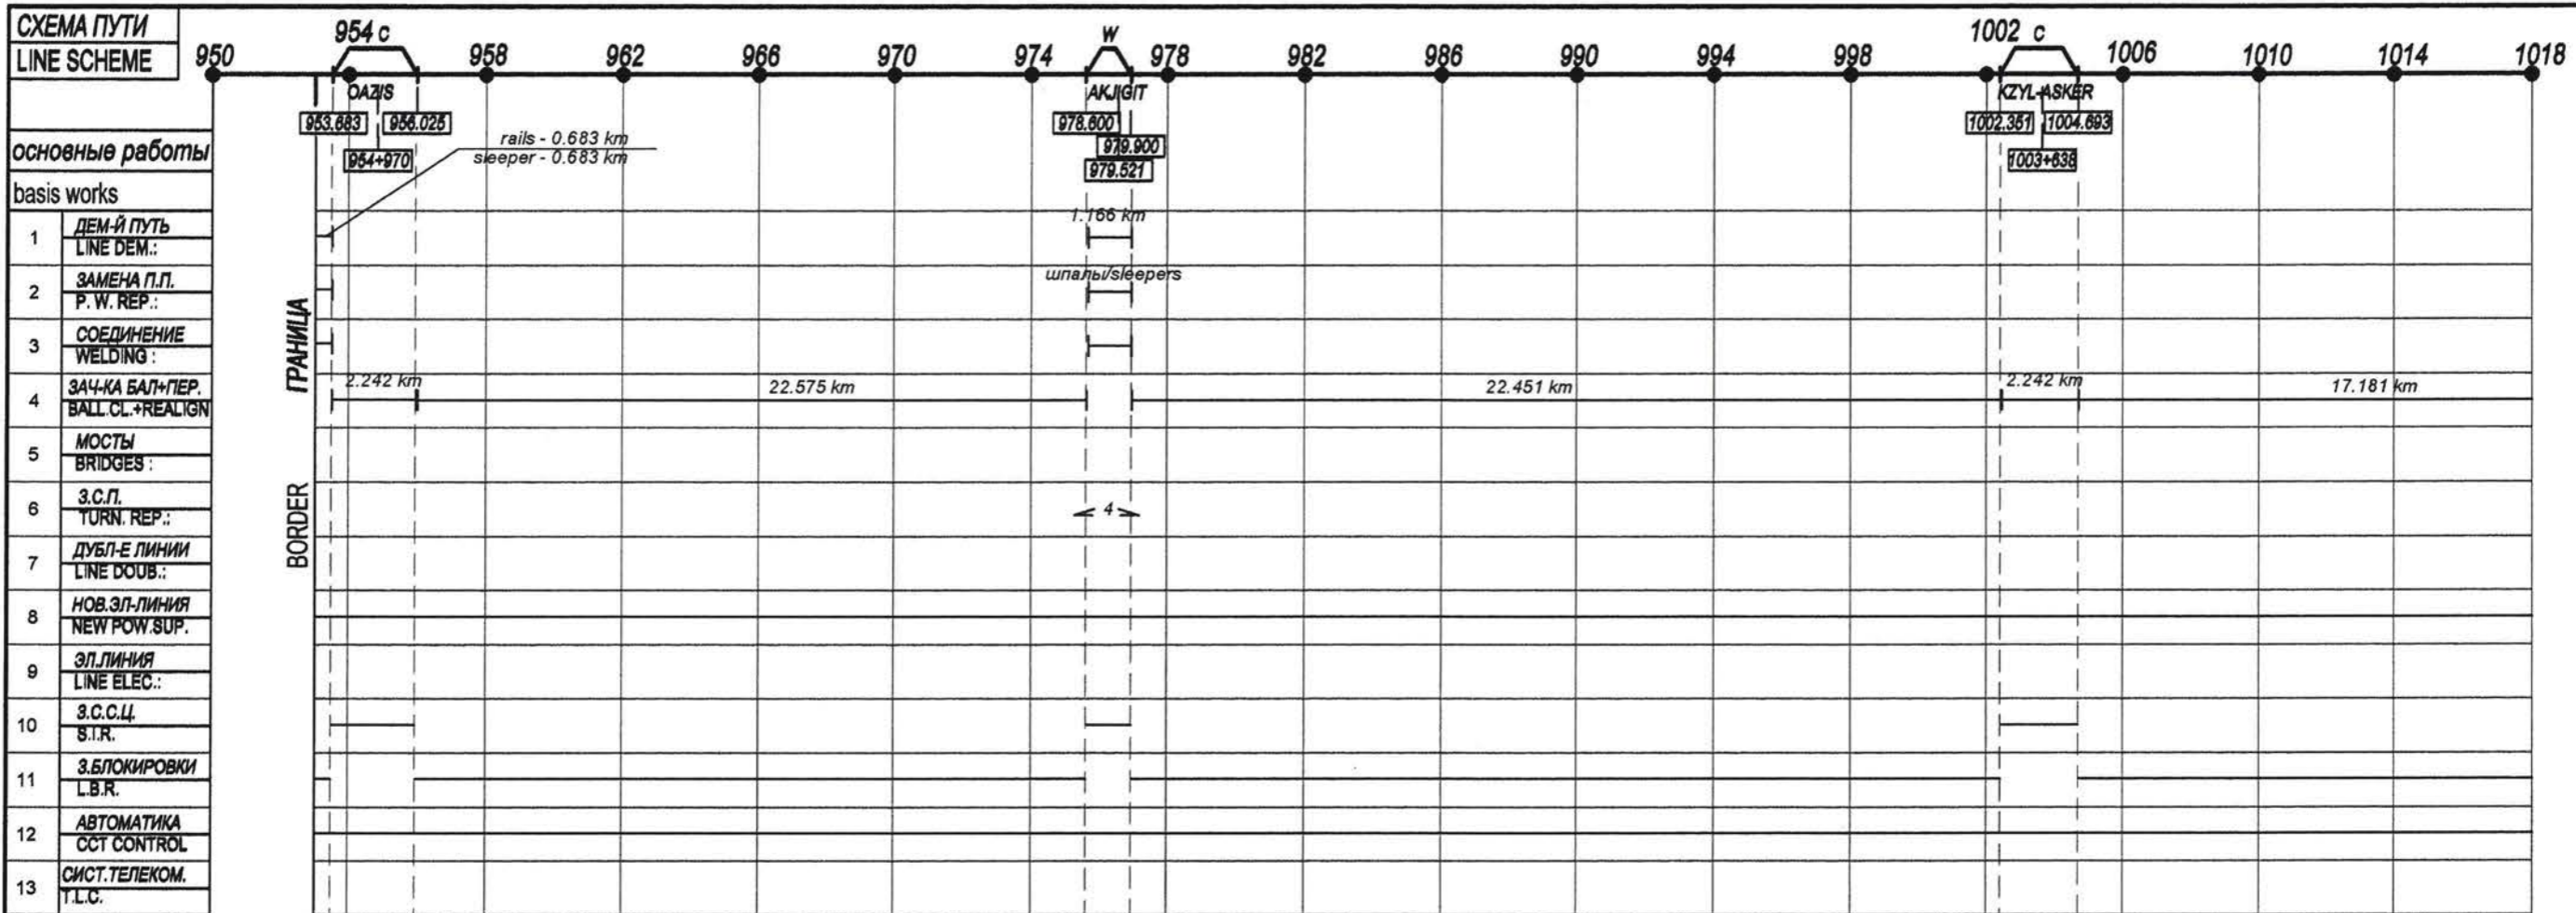 СХЕМА ПУТИ
LINE SCHEME
950 954 c 958 962 966 970 974 W 978 982 986 990 994 998 1002 c 1006 1010 1014 1018
OAZIS AKJIGIT KZYL-ASKER
953.683 956.025 978.600 1002.351 1004.693
954+970 979.900 1003+638
979.521
rails - 0.683 km
sleeper - 0.683 km
основные работы
basis works
1 ДЕМ-Й ПУТЬ 1.166 km
LINE DEM.:
2 ЗАМЕНА П.П. шпалы/sleepers
P. W. REP.:
3 СОЕДИНЕНИЕ
WELDING :
4 ЗАЧ-КА БАЛ+ПЕР. 2.242 km 22.575 km 22.451 km 2.242 km 17.181 km
BALL.CL.+REALIGN
5 МОСТЫ
BRIDGES :
6 З.С.П. 4
TURN. REP.:
7 ДУБЛ-Е ЛИНИИ
LINE DOUB.:
8 НОВ.ЭЛ-ЛИНИЯ
NEW POW.SUP.
9 ЭЛ.ЛИНИЯ
LINE ELEC.:
10 З.С.С.Ц.
S.I.R.
11 З.БЛОКИРОВКИ
L.B.R.
12 АВТОМАТИКА
CCT CONTROL
13 СИСТ.ТЕЛЕКОМ.
T.L.C.
ГРАНИЦА
BORDER